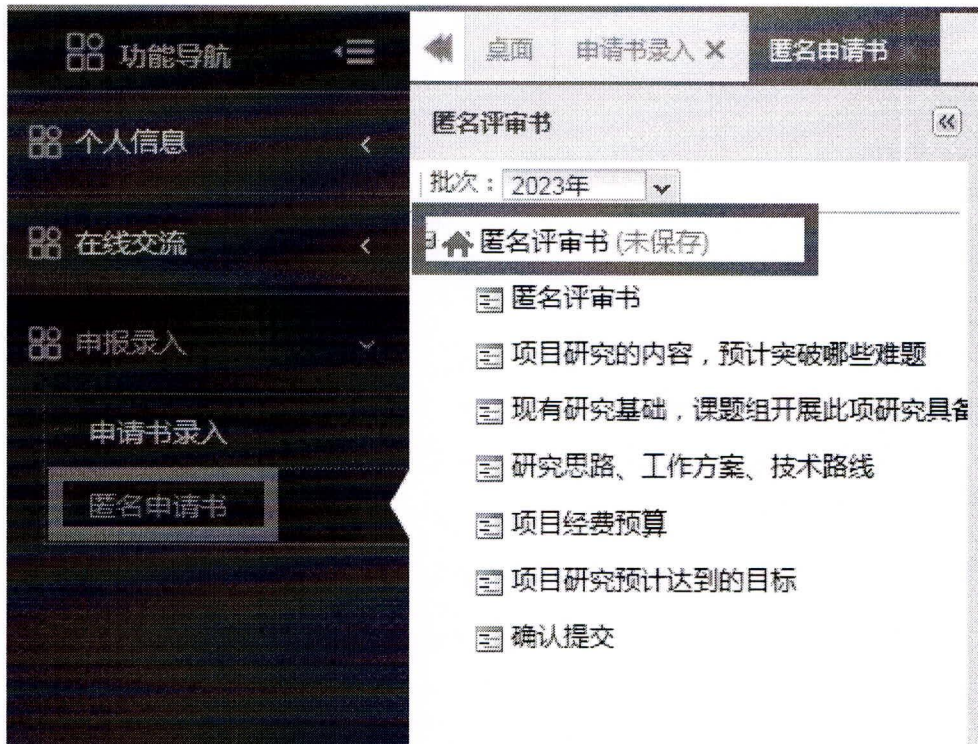 功能导航
个人信息
在线交流
申报录入
申请书录入
匿名申请书
桌面 申请书录入 × 匿名申请书
匿名评审书
批次：2023年
匿名评审书 (未保存)
匿名评审书
项目研究的内容，预计突破哪些难题
现有研究基础，课题组开展此项研究具备
研究思路、工作方案、技术路线
项目经费预算
项目研究预计达到的目标
确认提交